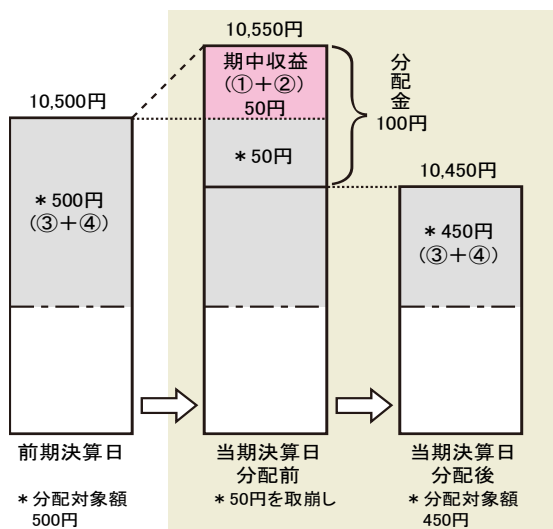 10,500円
＊500円
(③＋④)
前期決算日
＊分配対象額
500円
10,550円
期中収益
(①＋②)
50円
＊50円
分配金
100円
当期決算日
分配前
＊50円を取崩し
10,450円
＊450円
(③＋④)
当期決算日
分配後
＊分配対象額
450円